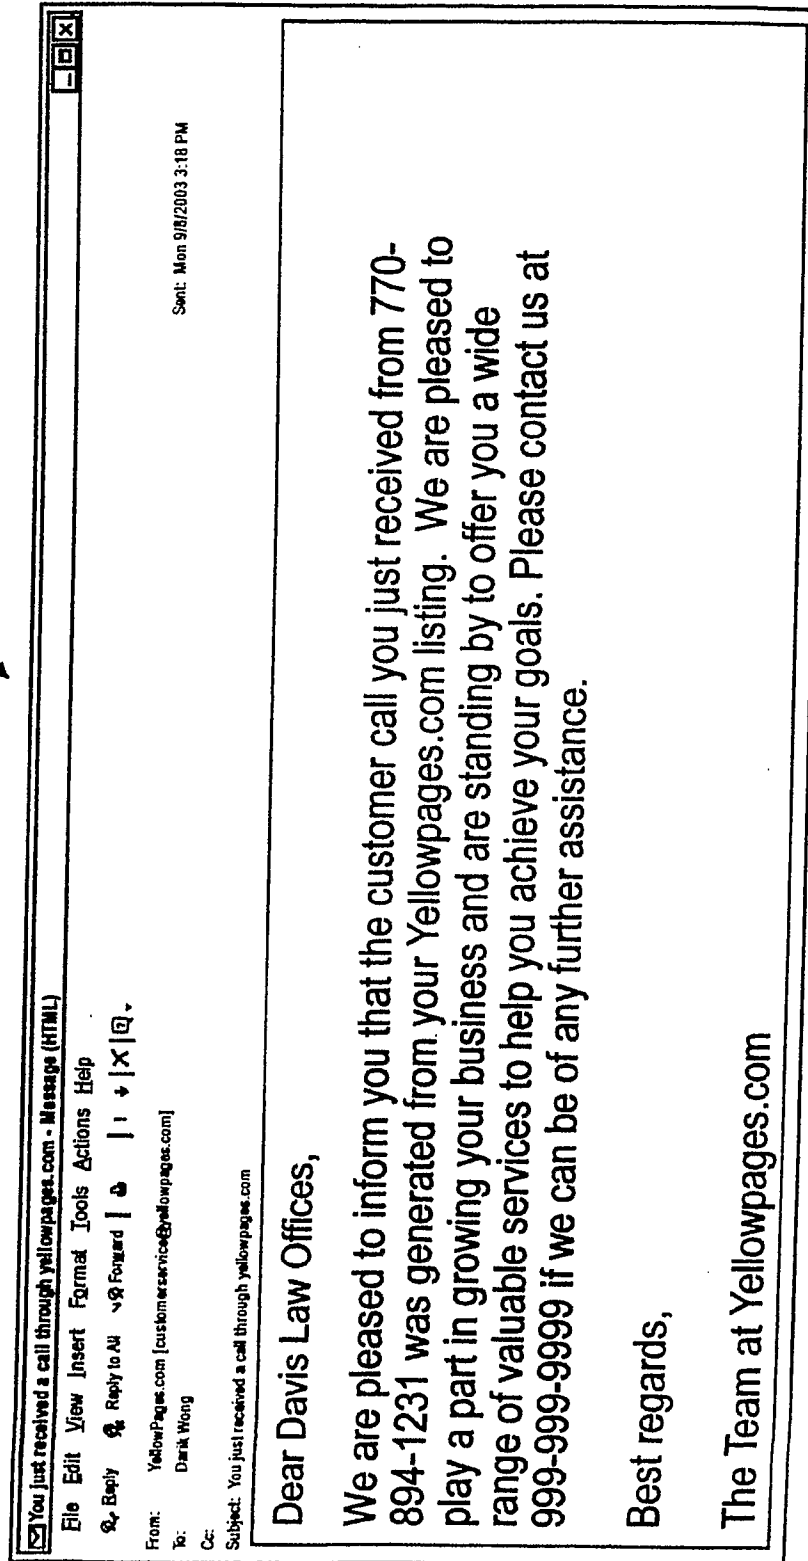 You just received a call through yellowpages.com - Message (HTML)
File Edit View Insert Format Tools Actions Help
Reply Reply to All Forward
From: YellowPages.com [customerservice@yellowpages.com]
To: Darik Wong
Sent: Mon 9/8/2003 3:18 PM
Cc:
Subject: You just received a call through yellowpages.com
Dear Davis Law Offices,
We are pleased to inform you that the customer call you just received from 770-
894-1231 was generated from your Yellowpages.com listing. We are pleased to
play a part in growing your business and are standing by to offer you a wide
range of valuable services to help you achieve your goals. Please contact us at
999-999-9999 if we can be of any further assistance.
Best regards,
The Team at Yellowpages.com